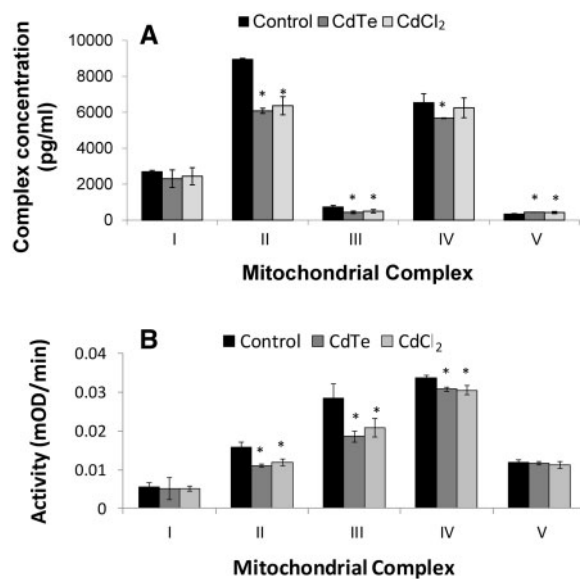 A
Control CdTe CdCl₂
Complex concentration
(pg/ml)
10000
8000
6000
4000
2000
0
* *
* *
*
* *
I II III IV V
Mitochondrial Complex
B
Control CdTe CdCl₂
Activity (mOD/min)
0.04
0.03
0.02
0.01
0
* *
* *
* *
I II III IV V
Mitochondrial Complex